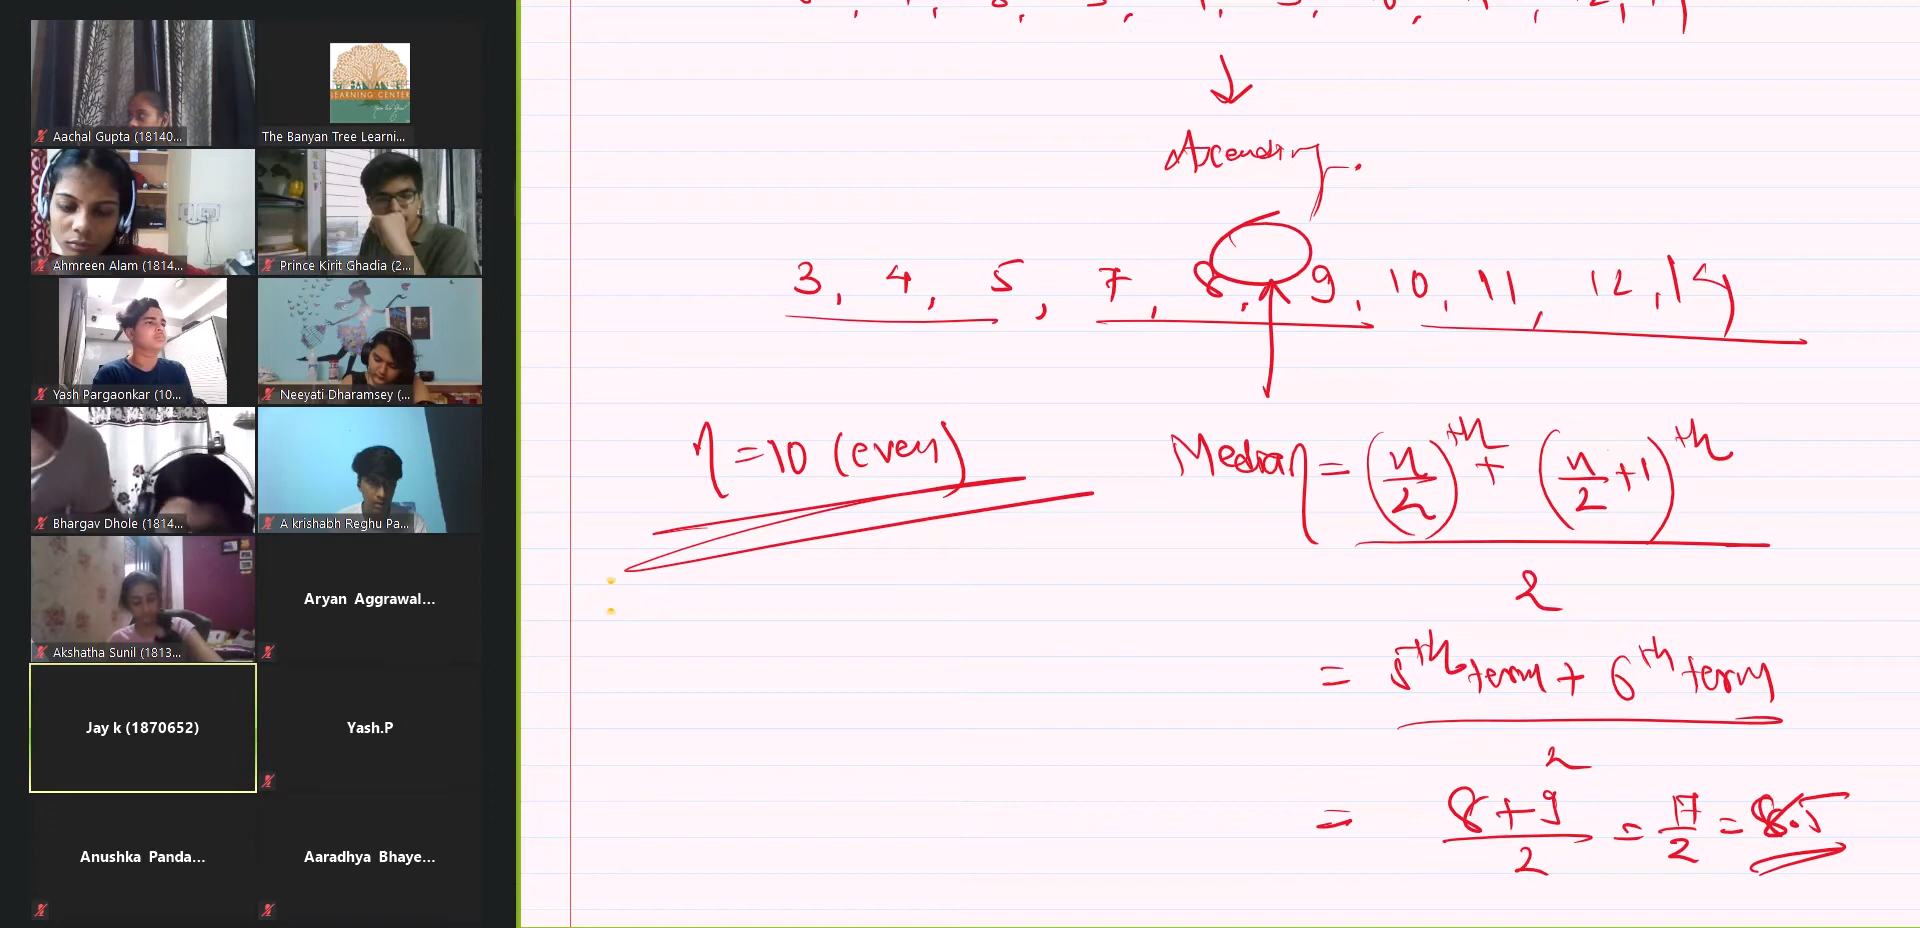 Aachal Gupta (18140...
LEARNING CENTER
The Banyan Tree Learni...
Ahmreen Alam (1814...
Prince Kirit Ghadia (2...
Yash Pargaonkar (10...
Neeyati Dharamsey (...
Bhargav Dhole (1814...
A krishabh Reghu Pa...
Akshatha Sunil (1813...
Aryan Aggrawal...
Jay k (1870652)
Yash.P
Anushka Panda...
Aaradhya Bhaye...
↓
Ascending.
3, 4, 5, 7, 8, 9, 10, 11, 12, 14
n = 10 (even)
Median = (n/2)th + (n/2 + 1)th
2
= 5th term + 6th term
2
= 8+9/2 = 17/2 = 8.5